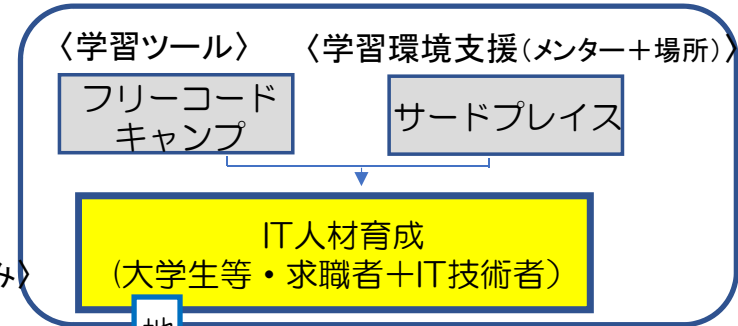 〈学習ツール〉 〈学習環境支援(メンター+場所)〉
フリーコード
キャンプ
サードプレイス
IT人材育成
み〉
(大学生等・求職者+IT技術者)